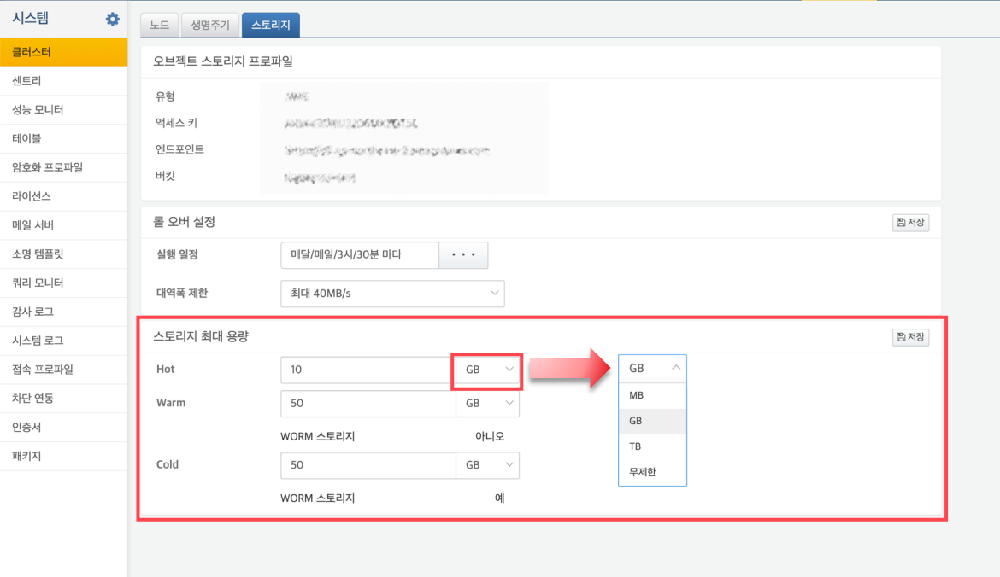 시스템
노드 생명주기 스토리지
클러스터
센트리
성능 모니터
테이블
암호화 프로파일
라이선스
메일 서버
소명 템플릿
쿼리 모니터
감사 로그
시스템 로그
접속 프로파일
차단 연동
인증서
패키지
오브젝트 스토리지 프로파일
유형
액세스 키
엔드포인트
버킷
롤 오버 설정 저장
실행 일정 매달/매일/3시/30분 마다 • • •
대역폭 제한 최대 40MB/s
스토리지 최대 용량 저장
Hot 10 GB
Warm 50 GB
WORM 스토리지 아니오
Cold 50 GB
WORM 스토리지 예
GB
MB
GB
TB
무제한